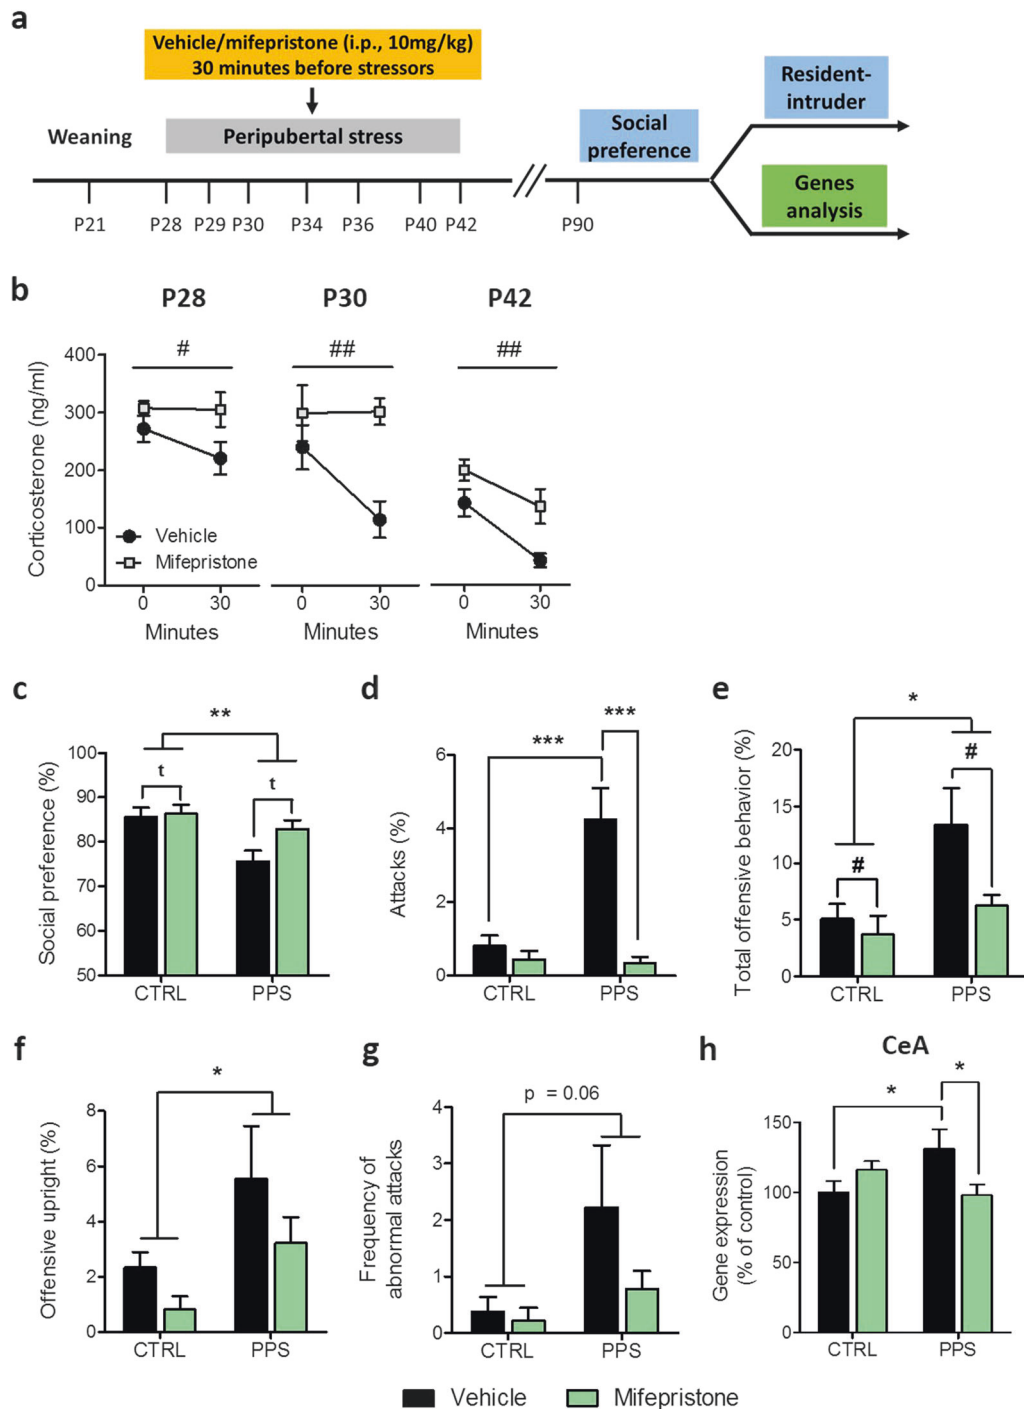 a
Vehicle/mifepristone (i.p., 10mg/kg)
30 minutes before stressors
Weaning
Peripubertal stress
Social
preference
Resident-
intruder
Genes
analysis
P21
P28
P29
P30
P34
P36
P40
P42
P90
b
P28
P30
P42
#
##
##
Corticosterone (ng/ml)
400
300
200
100
0
Vehicle
Mifepristone
0
30
0
30
0
30
Minutes
Minutes
Minutes
c
**
t
t
Social preference (%)
100
90
80
70
60
50
CTRL
PPS
d
***
***
Attacks (%)
6
4
2
0
CTRL
PPS
e
*
#
#
Total offensive behavior (%)
20
15
10
5
0
CTRL
PPS
f
*
Offensive upright (%)
8
6
4
2
0
CTRL
PPS
g
p = 0.06
Frequency of
abnormal attacks
4
3
2
1
0
CTRL
PPS
h
CeA
*
*
Gene expression
(% of control)
150
100
50
0
CTRL
PPS
Vehicle
Mifepristone